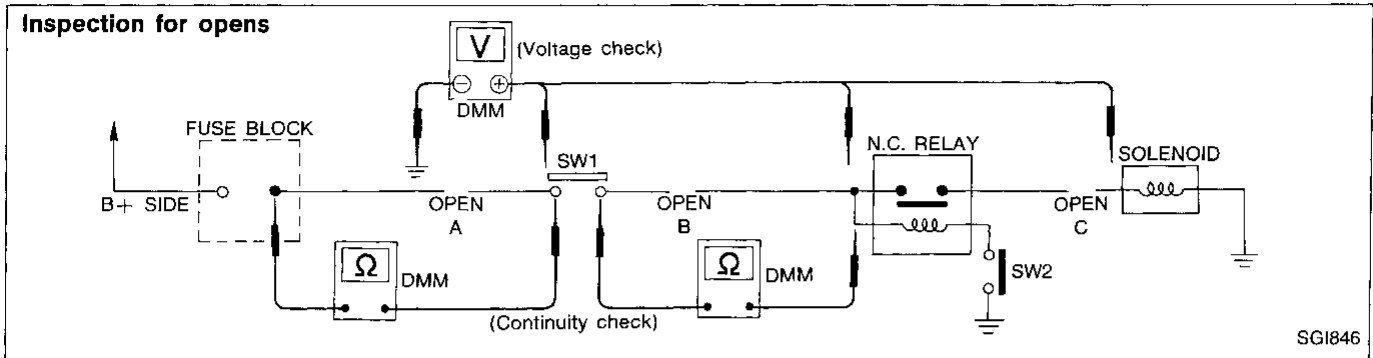 Inspection for opens
V
(Voltage check)
DMM
FUSE BLOCK
N.C. RELAY
SOLENOID
SW1
B+ SIDE
OPEN
A
OPEN
B
OPEN
C
Ω
DMM
Ω
DMM
SW2
(Continuity check)
SGI846